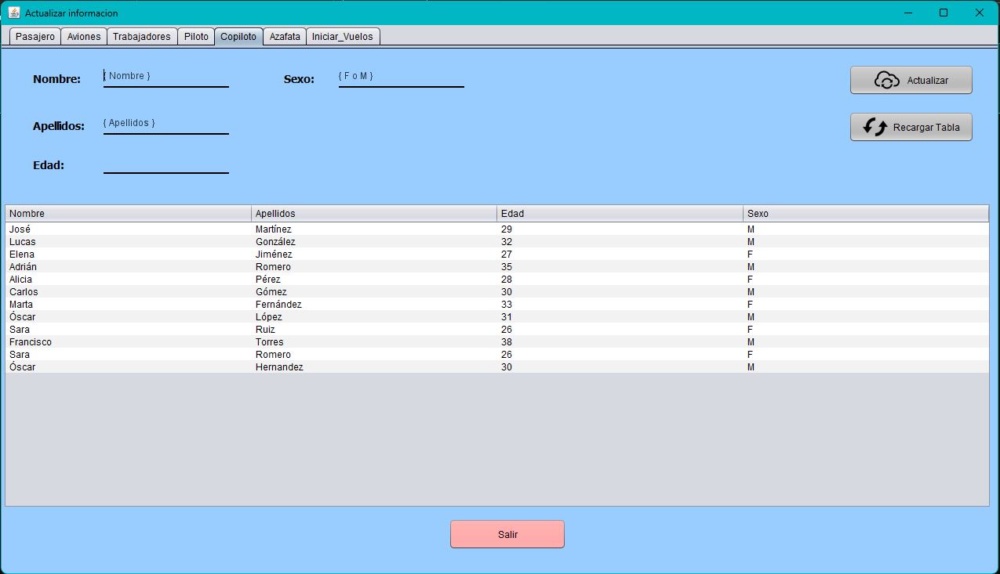 Actualizar informacion
Pasajero Aviones Trabajadores Piloto Copiloto Azafata Iniciar_Vuelos
Nombre: { Nombre } Sexo: { F o M } Actualizar
Apellidos: { Apellidos } Recargar Tabla
Edad:
Nombre Apellidos Edad Sexo
José Martínez 29 M
Lucas González 32 M
Elena Jiménez 27 F
Adrián Romero 35 M
Alicia Pérez 28 F
Carlos Gómez 30 M
Marta Fernández 33 F
Óscar López 31 M
Sara Ruiz 26 F
Francisco Torres 38 M
Sara Romero 26 F
Óscar Hernandez 30 M
Salir